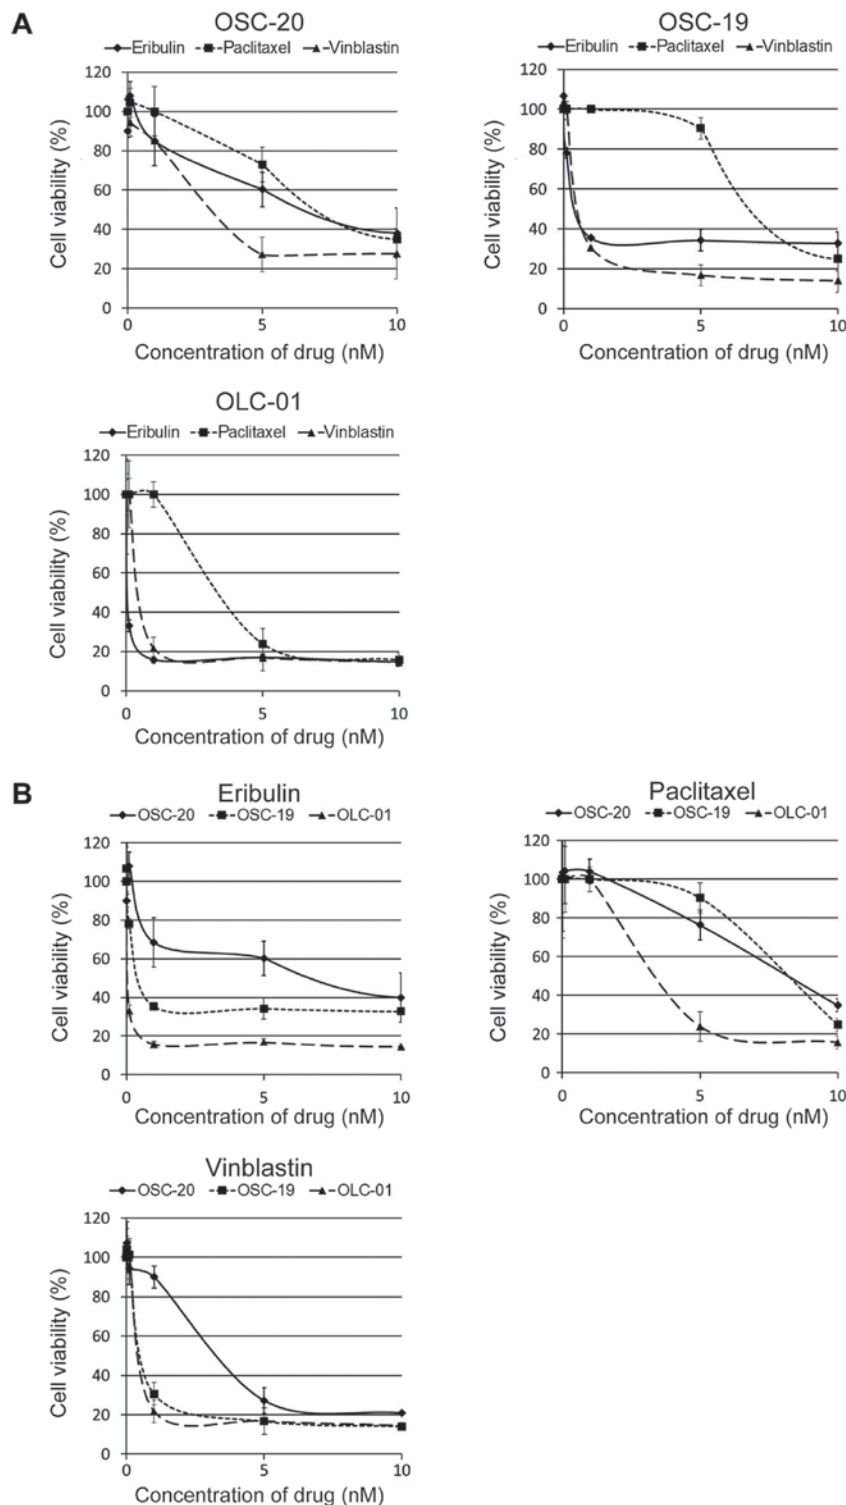 A
OSC-20
Eribulin Paclitaxel Vinblastin
120
100
80
60
40
20
0
Cell viability (%)
0 5 10
Concentration of drug (nM)
OSC-19
Eribulin Paclitaxel Vinblastin
120
100
80
60
40
20
0
Cell viability (%)
0 5 10
Concentration of drug (nM)
OLC-01
Eribulin Paclitaxel Vinblastin
120
100
80
60
40
20
0
Cell viability (%)
0 5 10
Concentration of drug (nM)
B
Eribulin
OSC-20 OSC-19 OLC-01
120
100
80
60
40
20
0
Cell viability (%)
0 5 10
Concentration of drug (nM)
Paclitaxel
OSC-20 OSC-19 OLC-01
120
100
80
60
40
20
0
Cell viability (%)
0 5 10
Concentration of drug (nM)
Vinblastin
OSC-20 OSC-19 OLC-01
120
100
80
60
40
20
0
Cell viability (%)
0 5 10
Concentration of drug (nM)